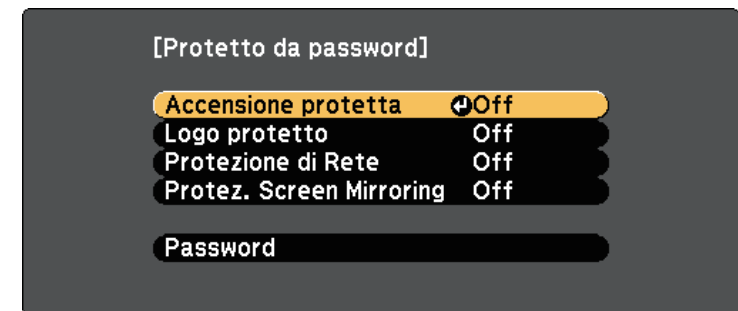 [Protetto da password]
Accensione protetta Off
Logo protetto Off
Protezione di Rete Off
Protez. Screen Mirroring Off
Password